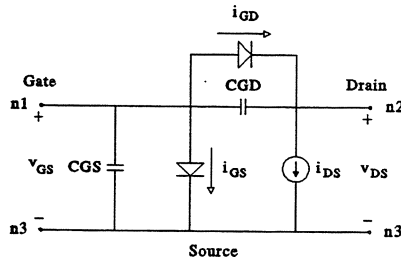 iGD
Gate
CGD
Drain
n1
n2
+
+
vGS
CGS
iGS
iDS
vDS
n3
−
−
n3
Source